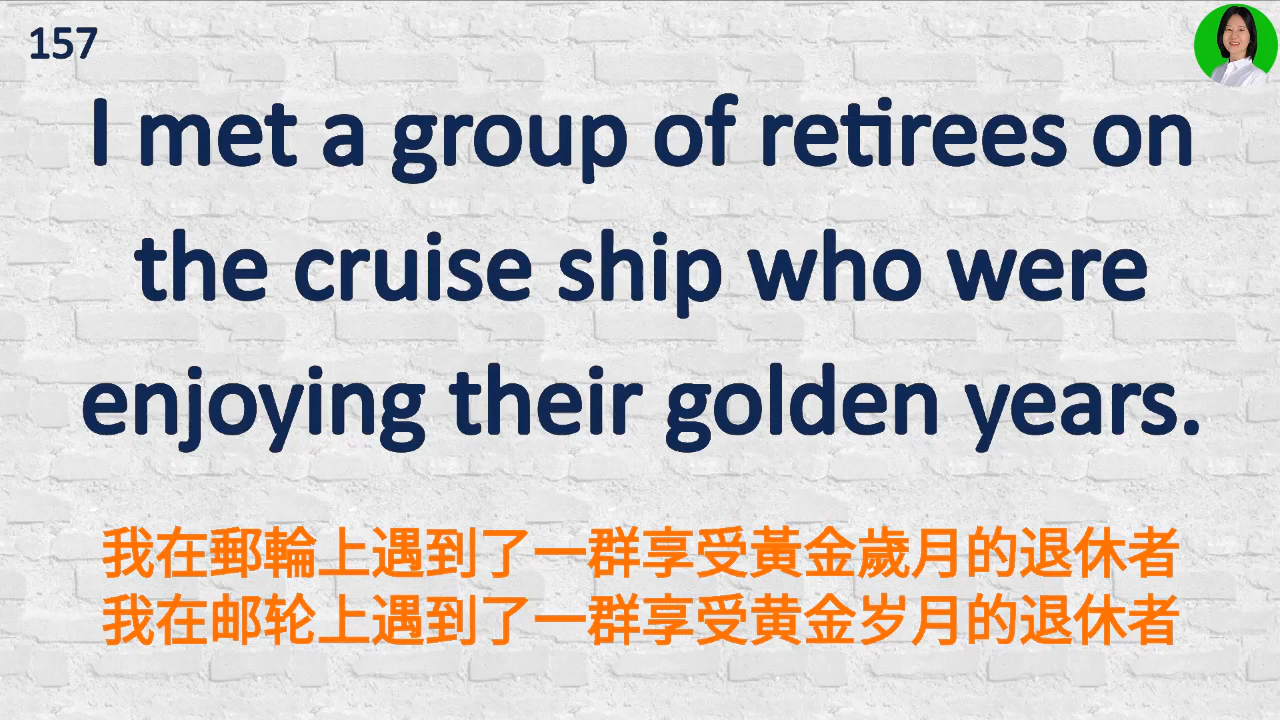 157
I met a group of retirees on
the cruise ship who were
enjoying their golden years.
我在郵輪上遇到了一群享受黃金歲月的退休者
我在邮轮上遇到了一群享受黄金岁月的退休者